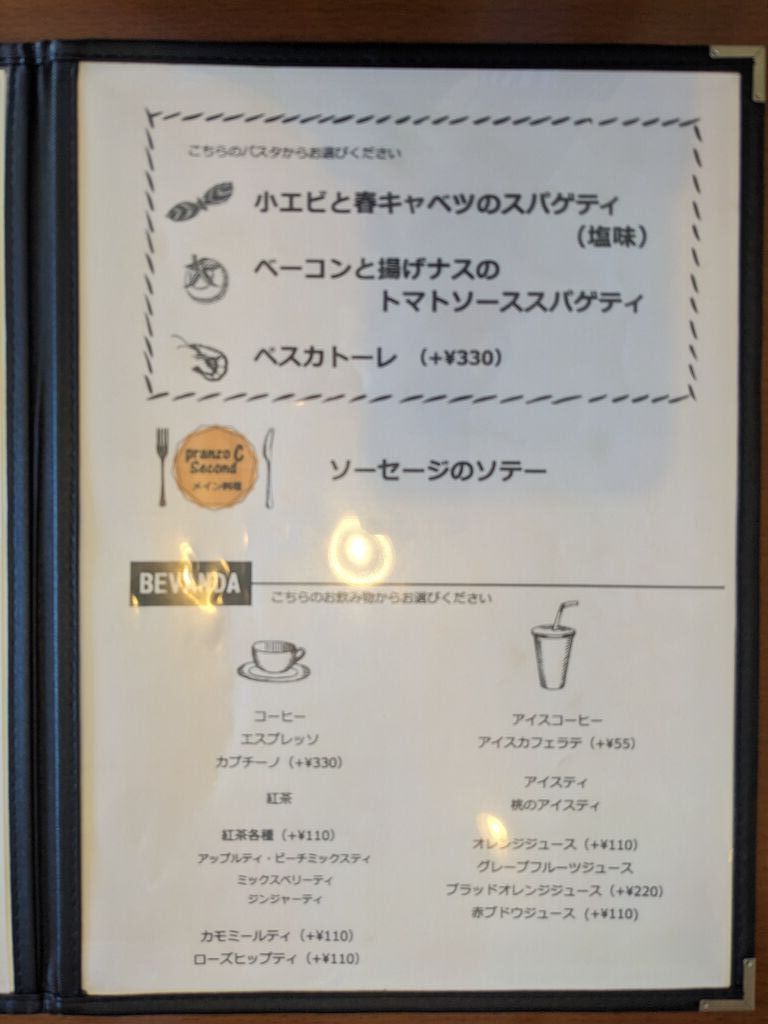 こちらのパスタからお選びください
小エビと春キャベツのスパゲティ
（塩味）
ベーコンと揚げナスの
トマトソーススパゲティ
ペスカトーレ （+¥330）
pranzo C
Second
メイン料理
ソーセージのソテー
BEVANDA
こちらのお飲み物からお選びください
コーヒー
エスプレッソ
カプチーノ（+¥330）
紅茶
紅茶各種（+¥110）
アップルティ・ピーチミックスティ
ミックスベリーティ
ジンジャーティ
カモミールティ（+¥110）
ローズヒップティ（+¥110）
アイスコーヒー
アイスカフェラテ（+¥55）
アイスティ
桃のアイスティ
オレンジジュース（+¥110）
グレープフルーツジュース
ブラッドオレンジジュース（+¥220）
赤ブドウジュース（+¥110）